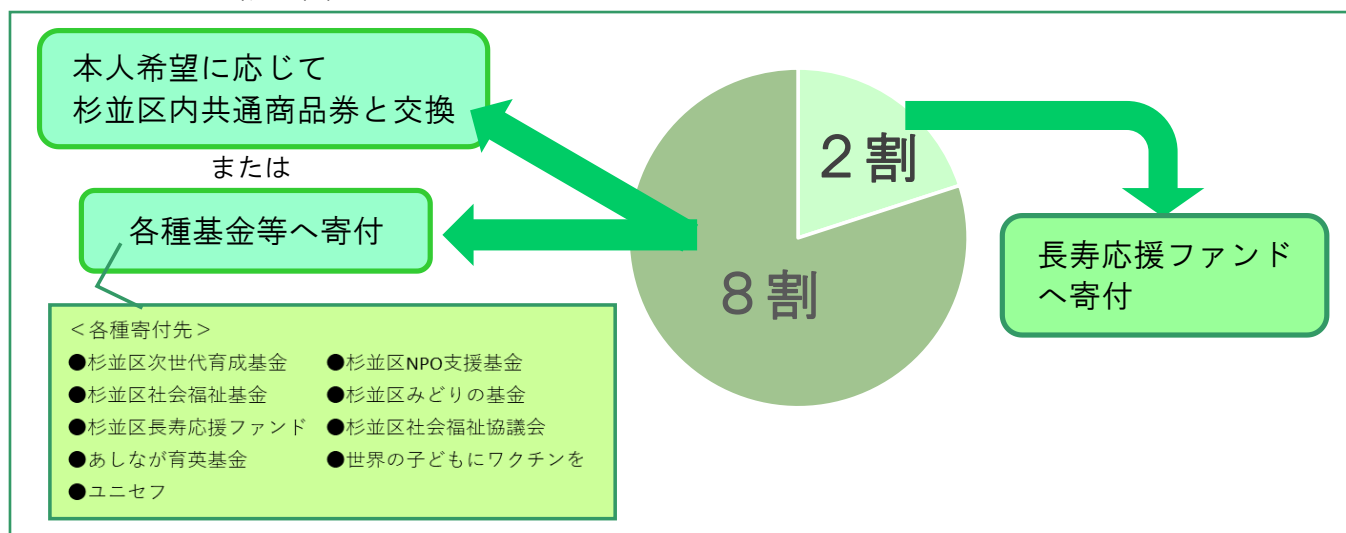 本人希望に応じて
杉並区内共通商品券と交換
または
各種基金等へ寄付
２割
８割
長寿応援ファンド
へ寄付
＜各種寄付先＞
●杉並区次世代育成基金 ●杉並区NPO支援基金
●杉並区社会福祉基金 ●杉並区みどりの基金
●杉並区長寿応援ファンド ●杉並区社会福祉協議会
●あしなが育英基金 ●世界の子どもにワクチンを
●ユニセフ